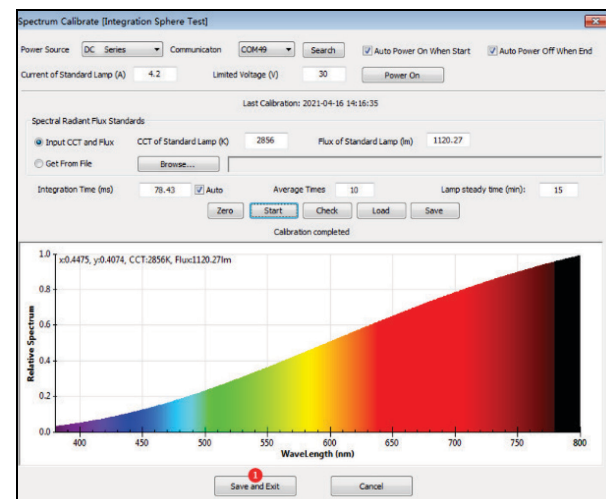 Spectrum Calibrate [Integration Sphere Test]
Power Source DC Series Communicaton COM49 Search Auto Power On When Start Auto Power Off When End
Current of Standard Lamp (A) 4.2 Limited Voltage (V) 30 Power On
Last Calibration: 2021-04-16 14:16:35
Spectral Radiant Flux Standards
Input CCT and Flux CCT of Standard Lamp (K) 2856 Flux of Standard Lamp (lm) 1120.27
Get From File Browse...
Integration Time (ms) 78.43 Auto Average Times 10 Lamp steady time (min): 15
Zero Start Check Load Save
Calibration completed
x:0.4475, y:0.4074, CCT:2856K, Flux:1120.27lm
1.0
0.8
0.6
0.4
0.2
0.0
Relative Spectrum
400 450 500 550 600 650 700 750 800
WaveLength (nm)
1
Save and Exit Cancel